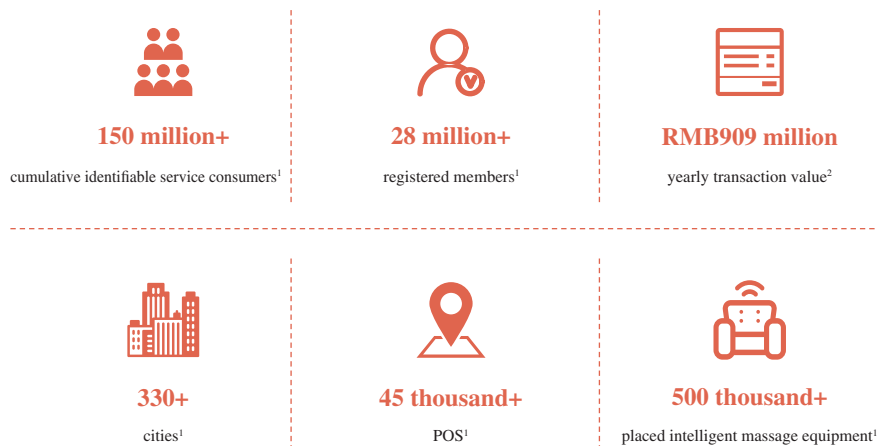 150 million+
cumulative identifiable service consumers¹
28 million+
registered members¹
RMB909 million
yearly transaction value²
330+
cities¹
45 thousand+
POS¹
500 thousand+
placed intelligent massage equipment¹